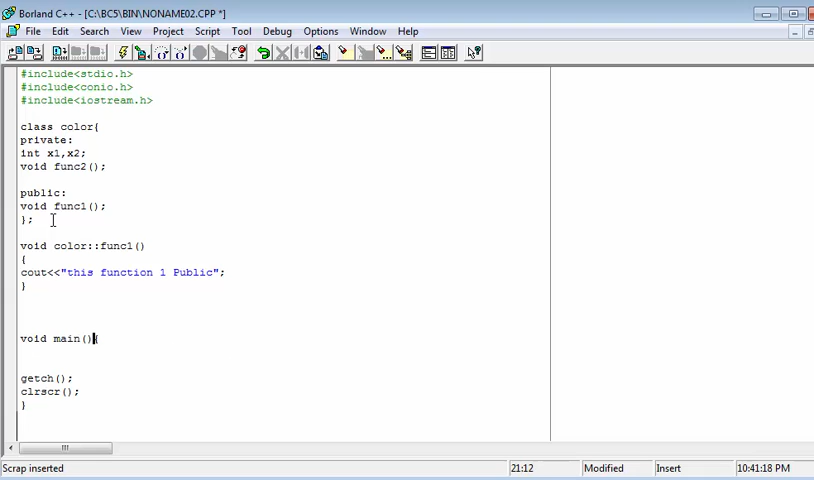 Borland C++ - [C:\BC5\BIN\NONAME02.CPP *]
File Edit Search View Project Script Tool Debug Options Window Help
#include<stdio.h>
#include<conio.h>
#include<iostream.h>
class color{
private:
int x1,x2;
void func2();
public:
void func1();
};
void color::func1()
{
cout<<"this function 1 Public";
}
void main(){
getch();
clrscr();
}
Scrap inserted 21:12 Modified Insert 10:41:18 PM